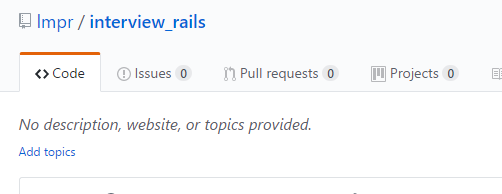 lmpr / interview_rails
Code Issues 0 Pull requests 0 Projects 0
No description, website, or topics provided.
Add topics